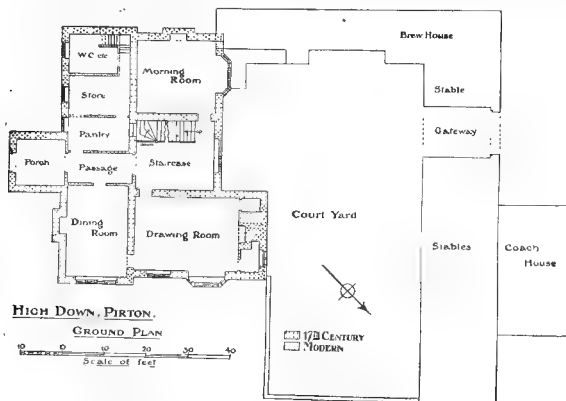 Brew House
W.C. etc
Morning
Room
Stable
Store
Gateway
Pantry
Porch
Passage
Staircase
Court Yard
Dining
Room
Drawing Room
Stables
Coach
House
HIGH DOWN, PIRTON.
GROUND PLAN
10 0 10 20 30 40
Scale of feet
17TH CENTURY
MODERN